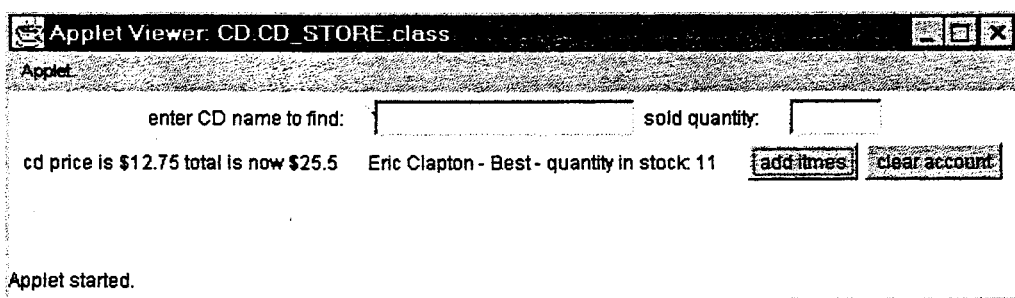 Applet Viewer: CD.CD_STORE.class
Applet
enter CD name to find: sold quantity:
cd price is $12.75 total is now $25.5 Eric Clapton - Best - quantity in stock: 11 add itmes clear account
Applet started.